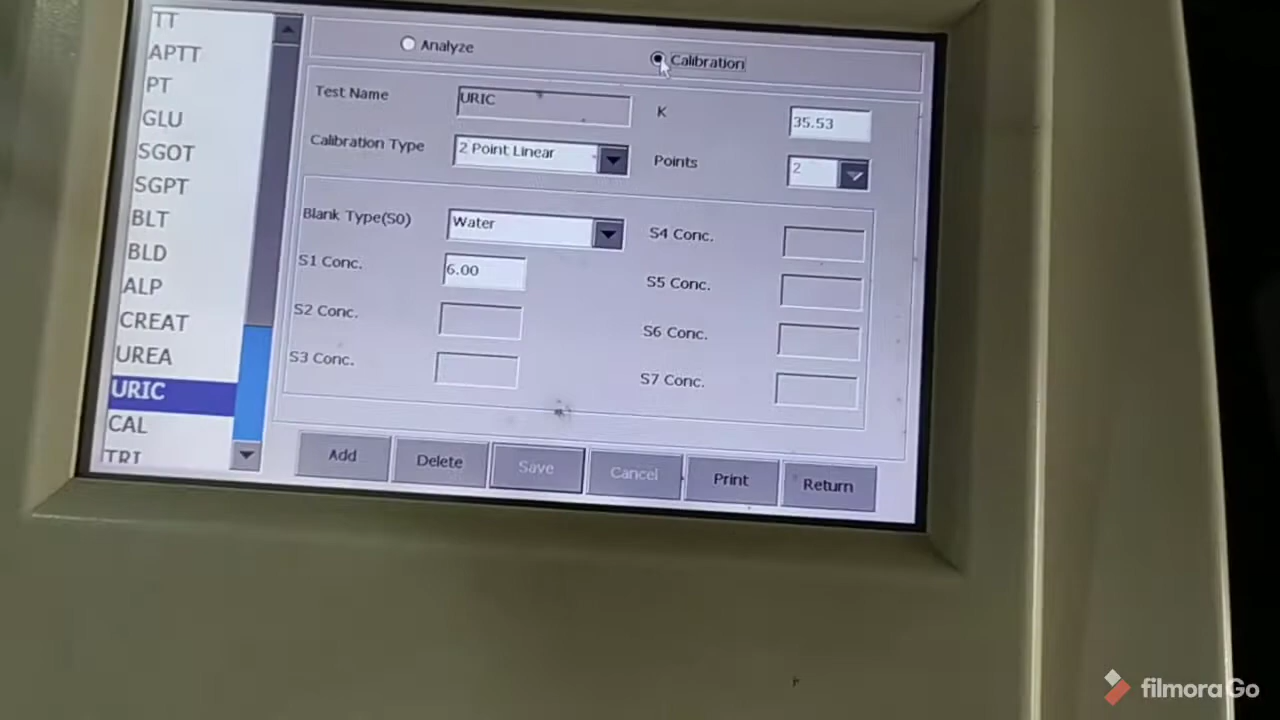 TT
APTT
PT
GLU
SGOT
SGPT
BLT
BLD
ALP
CREAT
UREA
URIC
CAL
TRI
Analyze
Calibration
Test Name
URIC
K
35.53
Calibration Type
2 Point Linear
Points
2
Blank Type(S0)
Water
S4 Conc.
S1 Conc.
6.00
S5 Conc.
S2 Conc.
S6 Conc.
S3 Conc.
S7 Conc.
Add
Delete
Save
Cancel
Print
Return
filmoraGo